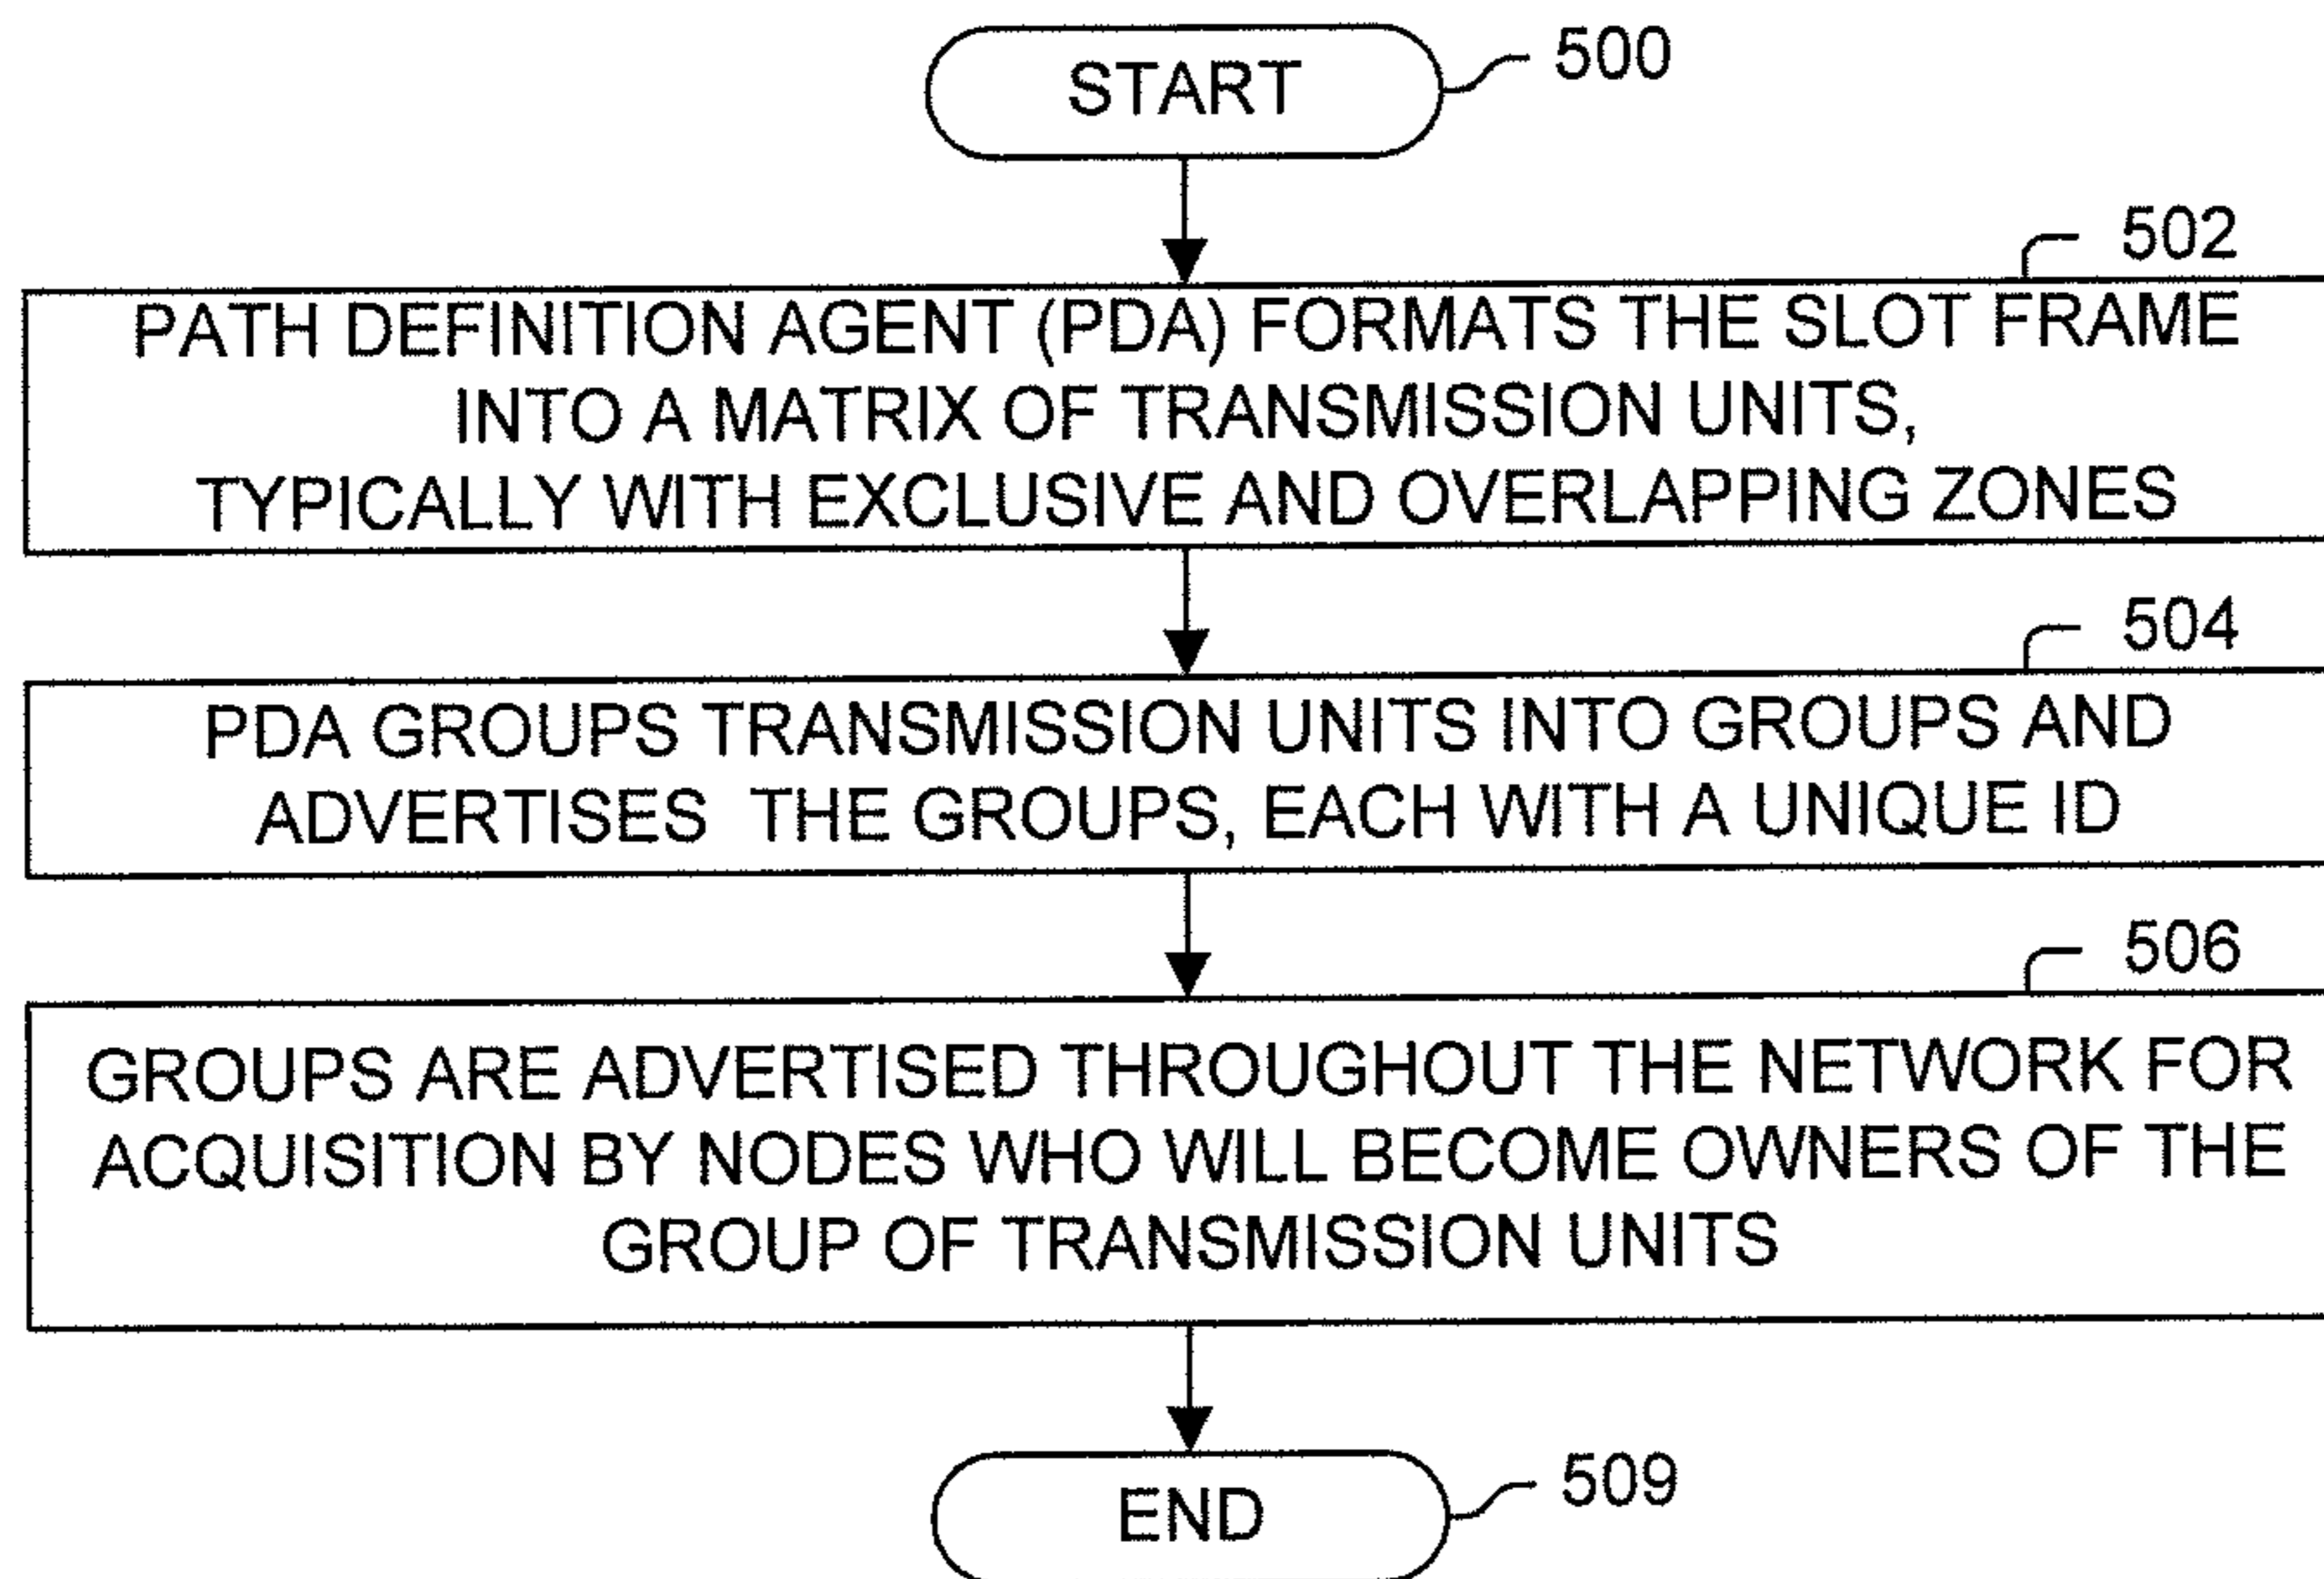 START
500
502
PATH DEFINITION AGENT (PDA) FORMATS THE SLOT FRAME
INTO A MATRIX OF TRANSMISSION UNITS,
TYPICALLY WITH EXCLUSIVE AND OVERLAPPING ZONES
504
PDA GROUPS TRANSMISSION UNITS INTO GROUPS AND
ADVERTISES THE GROUPS, EACH WITH A UNIQUE ID
506
GROUPS ARE ADVERTISED THROUGHOUT THE NETWORK FOR
ACQUISITION BY NODES WHO WILL BECOME OWNERS OF THE
GROUP OF TRANSMISSION UNITS
END
509